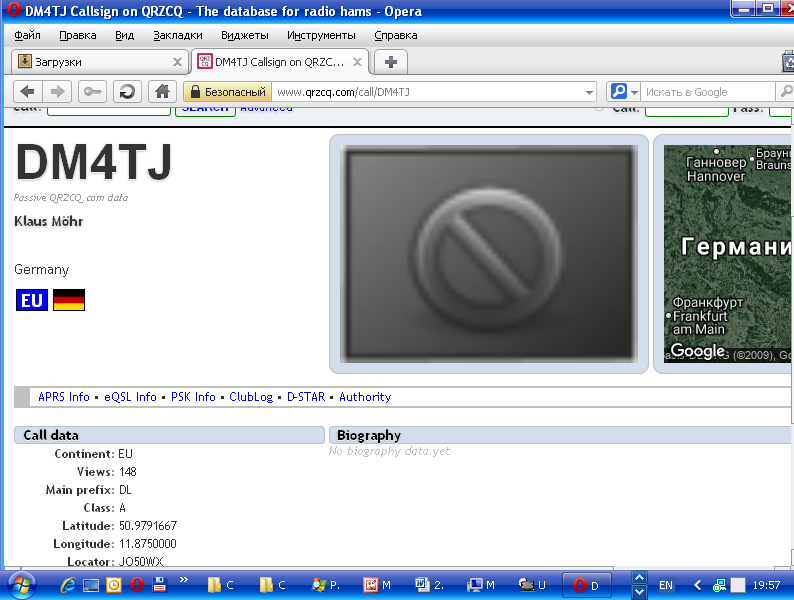 DM4TJ Callsign on QRZCQ - The database for radio hams - Opera
Файл Правка Вид Закладки Виджеты Инструменты Справка
Загрузки DM4TJ Callsign on QRZC...
Безопасный www.qrzcq.com/call/DM4TJ Искать в Google
Call: SEARCH Advanced Call: Pass:
DM4TJ
Passive QRZCQ.com data
Klaus Möhr
Germany
EU
Ганновер
Hannover
Брауни
Brauns
Германи
Франкфурт
Frankfurt
am Main
Google
(©2009), Go
APRS Info • eQSL Info • PSK Info • ClubLog • D-STAR • Authority
Call data
Biography
Continent: EU
No biography data yet
Views: 148
Main prefix: DL
Class: A
Latitude: 50.9791667
Longitude: 11.8750000
Locator: JO50WX
С С P. M 2. M U D EN 19:57